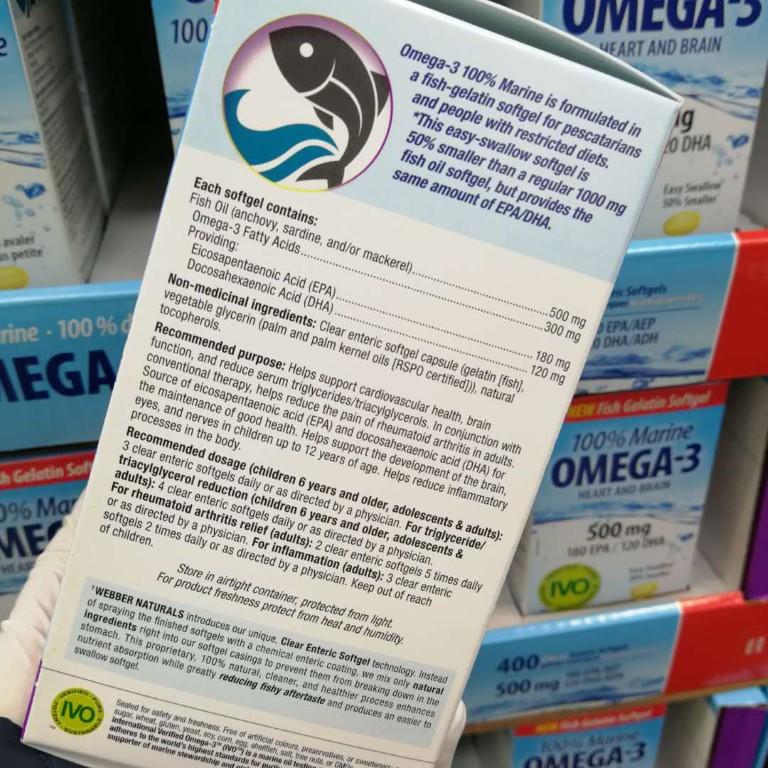 Omega-3 100% Marine is formulated in
a fish-gelatin softgel for pescatarians
and people with restricted diets.
*This easy-swallow softgel is
50% smaller than a regular 1000 mg
fish oil softgel, but provides the
same amount of EPA/DHA.
Each softgel contains:
Fish Oil (anchovy, sardine, and/or mackerel)..........500 mg
Omega-3 Fatty Acids..........300 mg
Providing:
Eicosapentaenoic Acid (EPA)..........180 mg
Docosahexaenoic Acid (DHA)..........120 mg
Non-medicinal ingredients: Clear enteric softgel capsule (gelatin [fish],
vegetable glycerin (palm and palm kernel oils [RSPO certified])), natural
tocopherols.
Recommended purpose: Helps support cardiovascular health, brain
function, and reduce serum triglycerides/triacylglycerols. In conjunction with
conventional therapy, helps reduce the pain of rheumatoid arthritis in adults.
Source of eicosapentaenoic acid (EPA) and docosahexaenoic acid (DHA) for
the maintenance of good health. Helps support the development of the brain,
eyes, and nerves in children up to 12 years of age. Helps reduce inflammatory
processes in the body.
Recommended dosage (children 6 years and older, adolescents & adults):
3 clear enteric softgels daily or as directed by a physician. For triglyceride/
triacylglycerol reduction (children 6 years and older, adolescents &
adults): 4 clear enteric softgels daily or as directed by a physician.
For rheumatoid arthritis relief (adults): 2 clear enteric softgels 5 times daily
or as directed by a physician. For inflammation (adults): 3 clear enteric
softgels 2 times daily or as directed by a physician. Keep out of reach
of children.
Store in airtight container, protected from light.
For product freshness protect from heat and humidity.
†WEBBER NATURALS introduces our unique, Clear Enteric Softgel technology. Instead
of spraying the finished softgels with a chemical enteric coating, we mix only natural
ingredients right into our softgel casings to prevent them from breaking down in the
stomach. This proprietary, 100% natural, cleaner, and healthier process enhances
nutrient absorption while greatly reducing fishy aftertaste and produces an easier to
swallow softgel.
IVO
Sealed for safety and freshness. Free of artificial colours, preservatives, or sweeteners;
sugar, wheat, gluten, yeast, soy, corn, egg, shellfish, salt, tree nuts, or GMOs.
International Verified Omega-3™ (IVO™) is a marine oil testing
adheres to the world's highest standards for
supporter of marine stewardship and
OMEGA-3
HEART AND BRAIN
DHA
Easy Swallow
50% Smaller
Softgels
EPA/AEP
DHA/ADH
NEW Fish Gelatin Softgel
100% Marine
OMEGA-3
HEART AND BRAIN
500 mg
180 EPA / 120 DHA
IVO
400
500 mg
100% Marine
OMEGA-3
100
avaler
petite
rine · 100% d
MEGA
sh Gelatin Sof